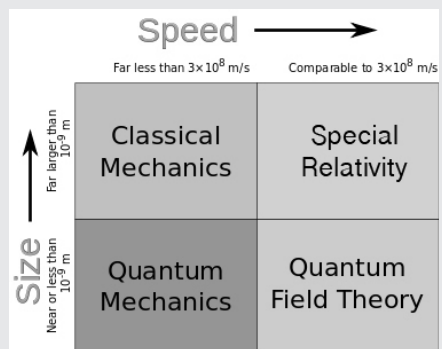 Speed
Far less than 3×10⁸ m/s
Comparable to 3×10⁸ m/s
Size
Far larger than
10⁻⁹ m
Classical
Mechanics
Special
Relativity
Near or less than
10⁻⁹ m
Quantum
Mechanics
Quantum
Field Theory